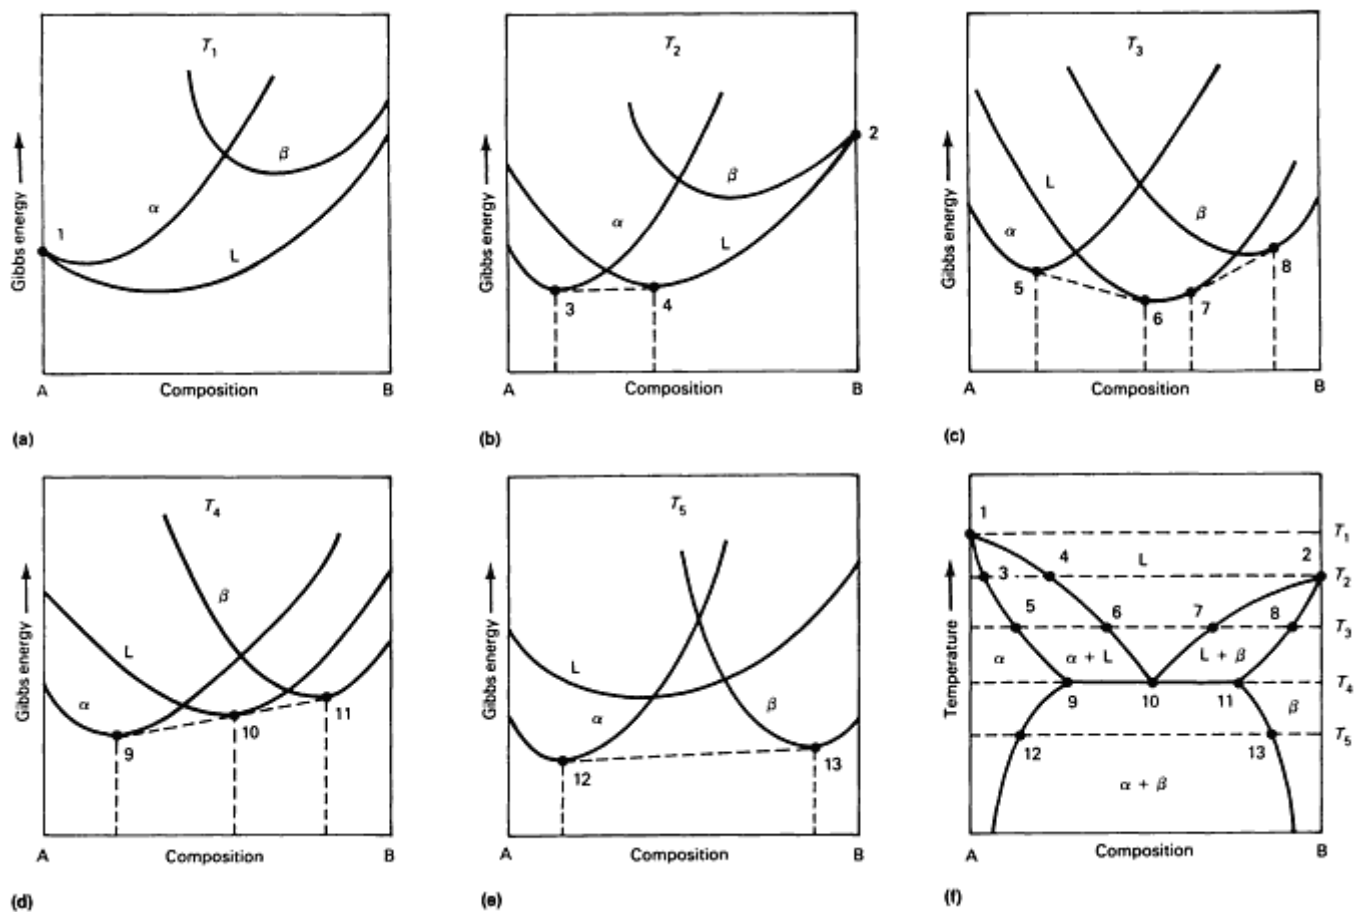 T1
Gibbs energy
α
β
L
1
A
Composition
B
(a)
T2
Gibbs energy
α
β
L
2
3
4
A
Composition
B
(b)
T3
Gibbs energy
L
α
β
5
6
7
8
A
Composition
B
(c)
T4
Gibbs energy
L
α
β
9
10
11
A
Composition
B
(d)
T5
Gibbs energy
L
α
β
12
13
A
Composition
B
(e)
Temperature
1
2
3
4
L
5
6
7
8
α
α + L
L + β
9
10
11
β
12
13
α + β
T1
T2
T3
T4
T5
A
Composition
B
(f)